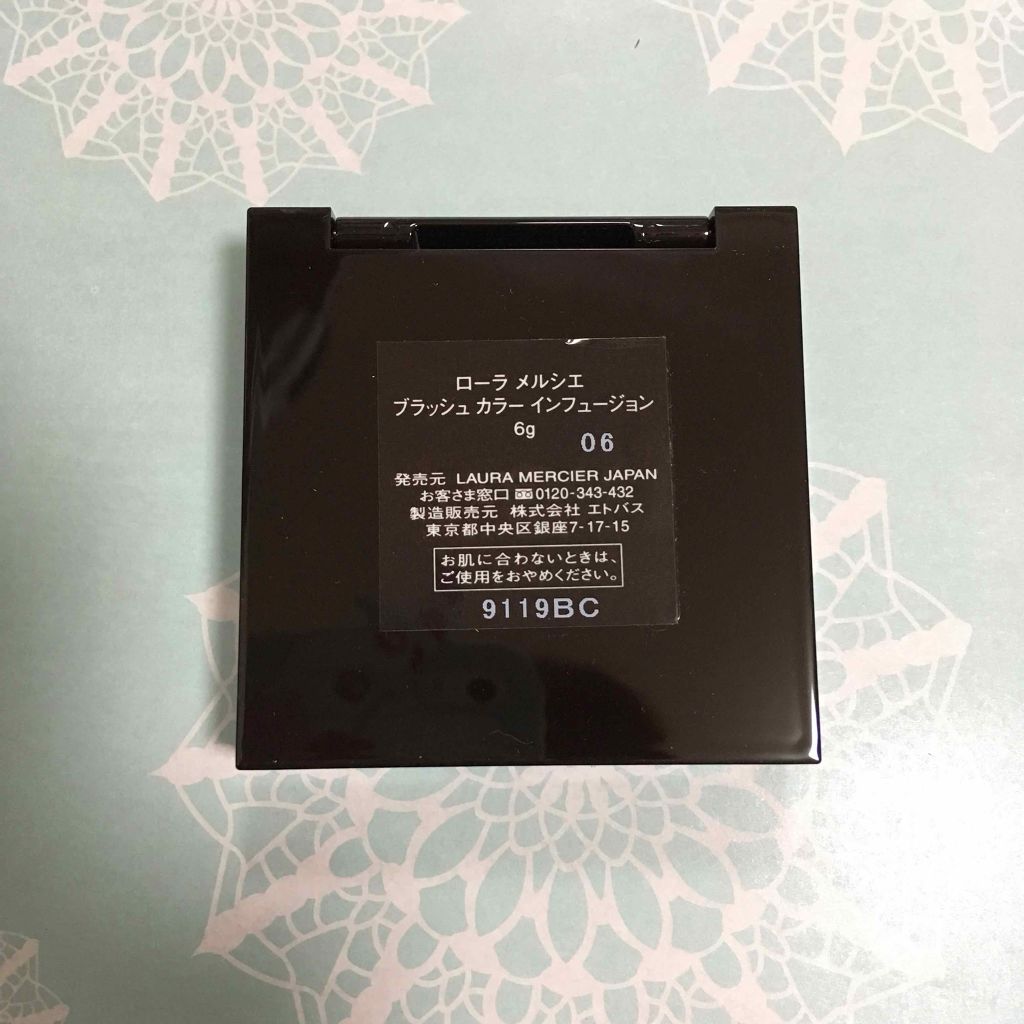 ローラ メルシエ
ブラッシュ カラー インフュージョン
6g 06
発売元 LAURA MERCIER JAPAN
お客さま窓口 0120-343-432
製造販売元 株式会社 エトバス
東京都中央区銀座7-17-15
お肌に合わないときは、
ご使用をおやめください。
9119BC